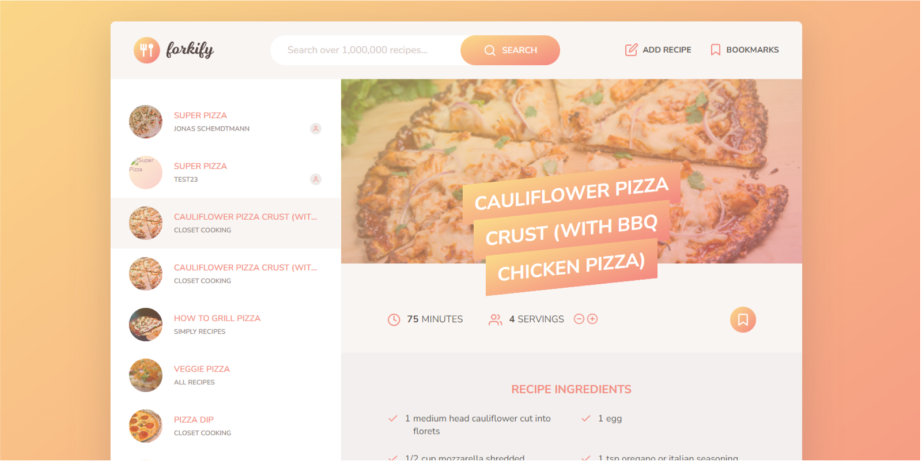 forkify
Search over 1,000,000 recipes...
SEARCH
ADD RECIPE
BOOKMARKS
SUPER PIZZA
JONAS SCHEMDTMANN
Super
Pizza
SUPER PIZZA
TEST23
CAULIFLOWER PIZZA CRUST (WIT...
CLOSET COOKING
CAULIFLOWER PIZZA CRUST (WIT...
CLOSET COOKING
HOW TO GRILL PIZZA
SIMPLY RECIPES
VEGGIE PIZZA
ALL RECIPES
PIZZA DIP
CLOSET COOKING
CAULIFLOWER PIZZA
CRUST (WITH BBQ
CHICKEN PIZZA)
75 MINUTES
4 SERVINGS
RECIPE INGREDIENTS
1 medium head cauliflower cut into
florets
1 egg
1/2 cup mozzarella shredded
1 tsp oregano or italian seasoning